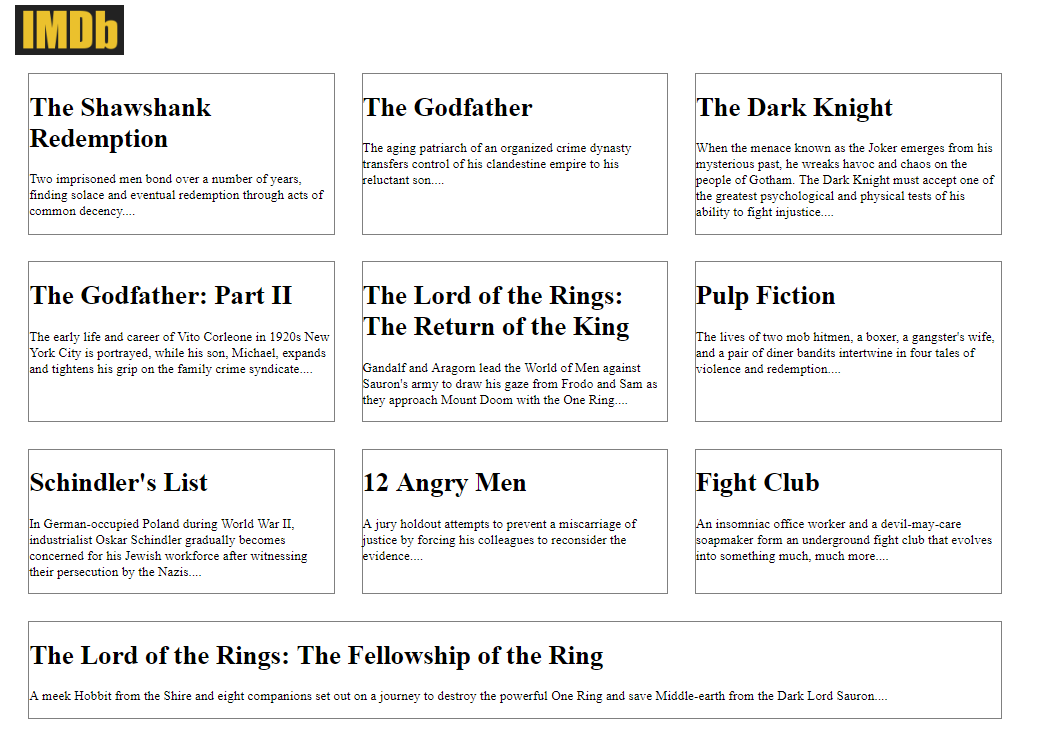 IMDb
The Shawshank
Redemption
Two imprisoned men bond over a number of years,
finding solace and eventual redemption through acts of
common decency....
The Godfather
The aging patriarch of an organized crime dynasty
transfers control of his clandestine empire to his
reluctant son....
The Dark Knight
When the menace known as the Joker emerges from his
mysterious past, he wreaks havoc and chaos on the
people of Gotham. The Dark Knight must accept one of
the greatest psychological and physical tests of his
ability to fight injustice....
The Godfather: Part II
The early life and career of Vito Corleone in 1920s New
York City is portrayed, while his son, Michael, expands
and tightens his grip on the family crime syndicate....
The Lord of the Rings:
The Return of the King
Gandalf and Aragorn lead the World of Men against
Sauron's army to draw his gaze from Frodo and Sam as
they approach Mount Doom with the One Ring....
Pulp Fiction
The lives of two mob hitmen, a boxer, a gangster's wife,
and a pair of diner bandits intertwine in four tales of
violence and redemption....
Schindler's List
In German-occupied Poland during World War II,
industrialist Oskar Schindler gradually becomes
concerned for his Jewish workforce after witnessing
their persecution by the Nazis....
12 Angry Men
A jury holdout attempts to prevent a miscarriage of
justice by forcing his colleagues to reconsider the
evidence....
Fight Club
An insomniac office worker and a devil-may-care
soapmaker form an underground fight club that evolves
into something much, much more....
The Lord of the Rings: The Fellowship of the Ring
A meek Hobbit from the Shire and eight companions set out on a journey to destroy the powerful One Ring and save Middle-earth from the Dark Lord Sauron....